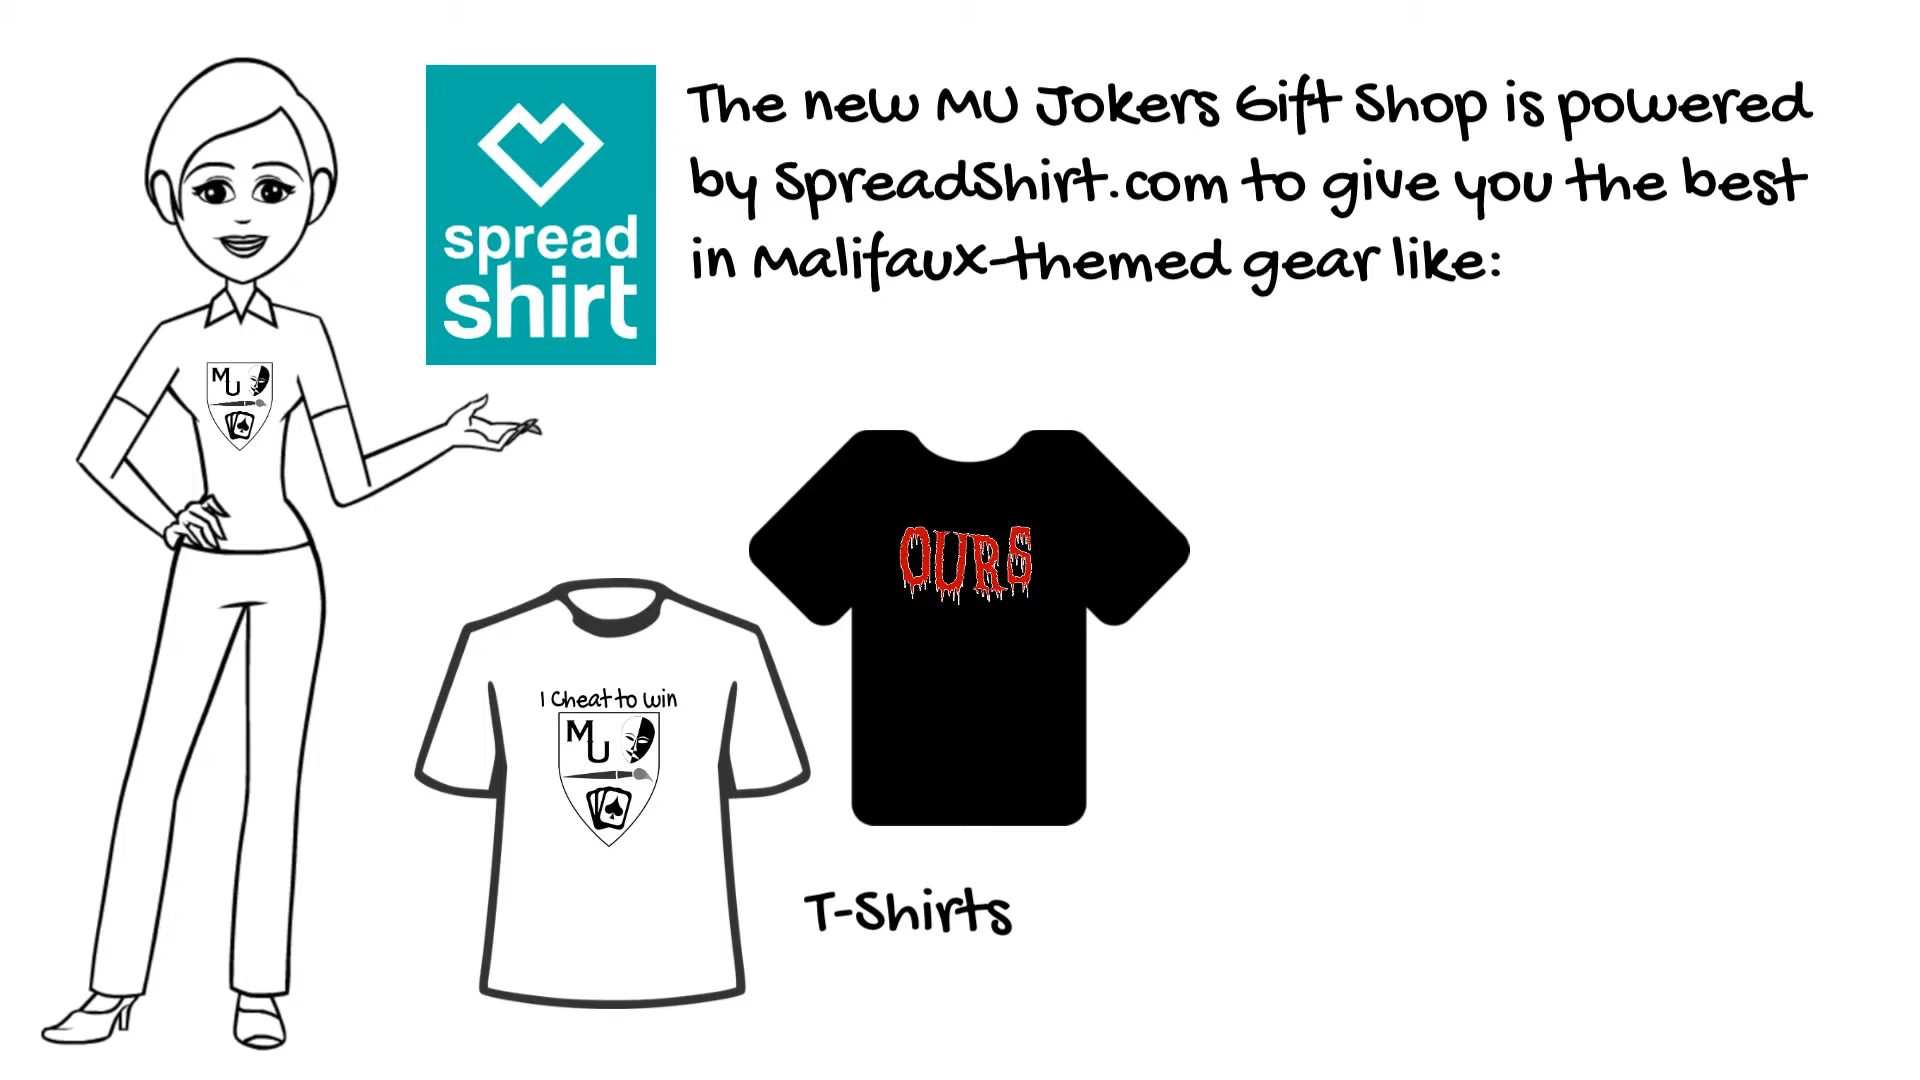 The new MU Jokers Gift Shop is powered
by SpreadShirt.com to give you the best
in Malifaux-themed gear like:
spread
shirt
MU
OURS
I Cheat to Win
MU
T-Shirts